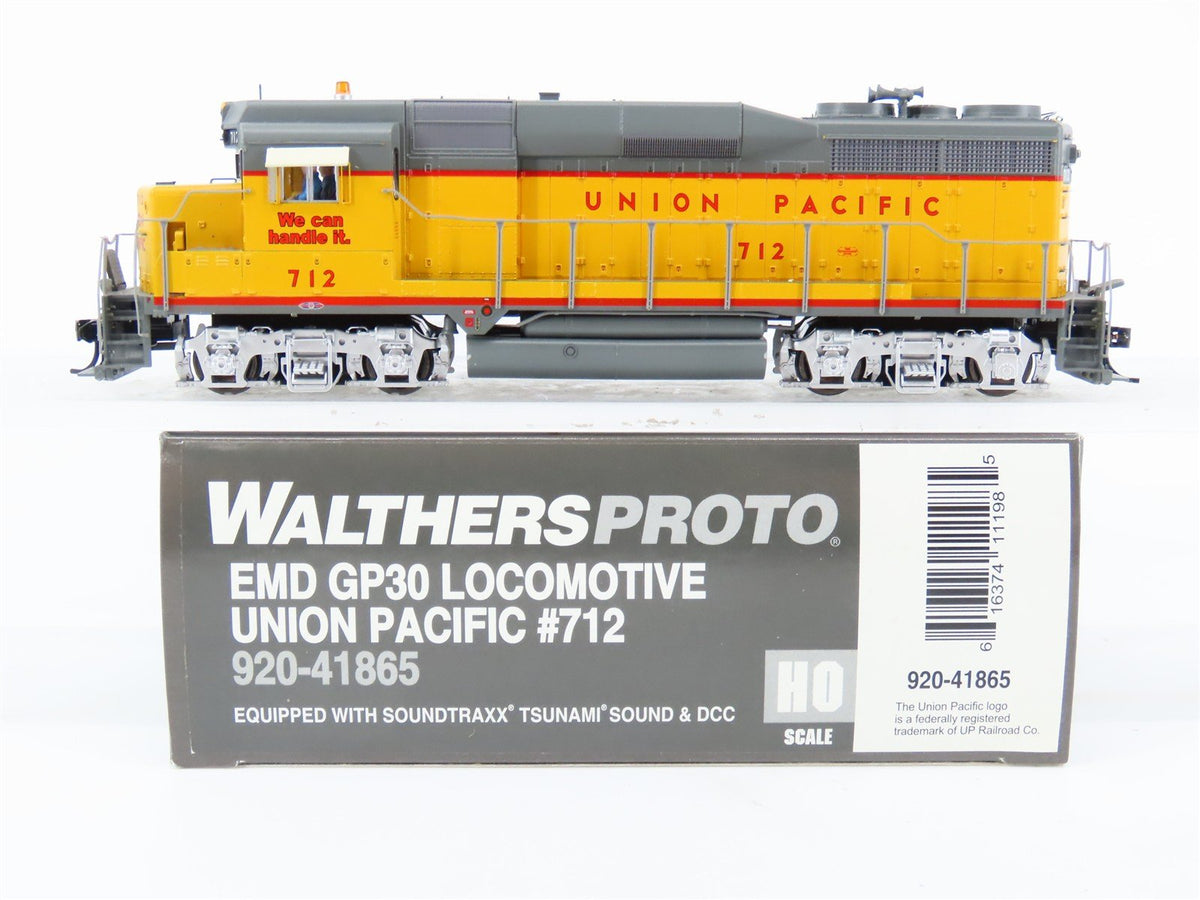 UNION PACIFIC
We can
handle it.
712
712
WALTHERSPROTO®
EMD GP30 LOCOMOTIVE
UNION PACIFIC #712
920-41865
EQUIPPED WITH SOUNDTRAXX® TSUNAMI® SOUND & DCC
HO
SCALE
6 16374 11198 5
920-41865
The Union Pacific logo
is a federally registered
trademark of UP Railroad Co.